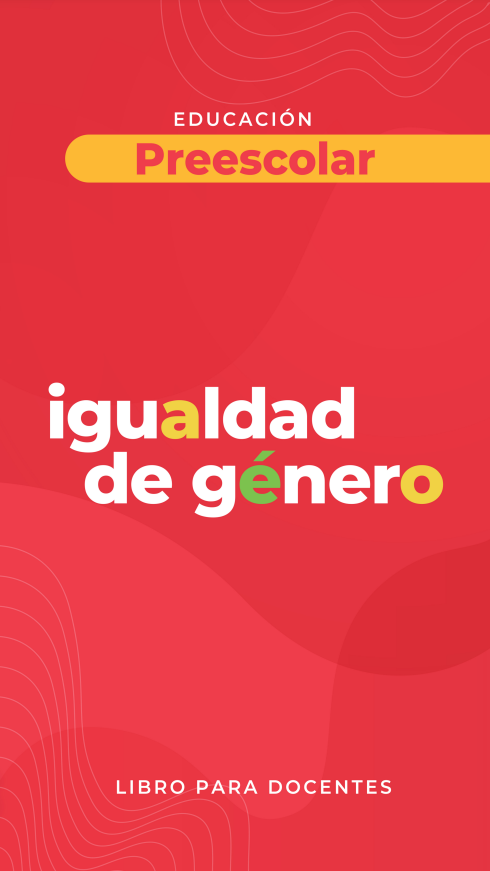 EDUCACIÓN
Preescolar
igualdad
de género
LIBRO PARA DOCENTES